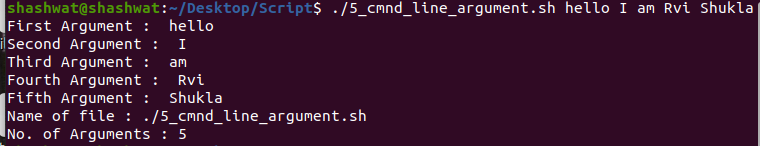 shashwat@shashwat:~/Desktop/Script$ ./5_cmnd_line_argument.sh hello I am Rvi Shukla
First Argument :  hello
Second Argument :  I
Third Argument :  am
Fourth Argument :  Rvi
Fifth Argument :  Shukla
Name of file : ./5_cmnd_line_argument.sh
No. of Arguments : 5